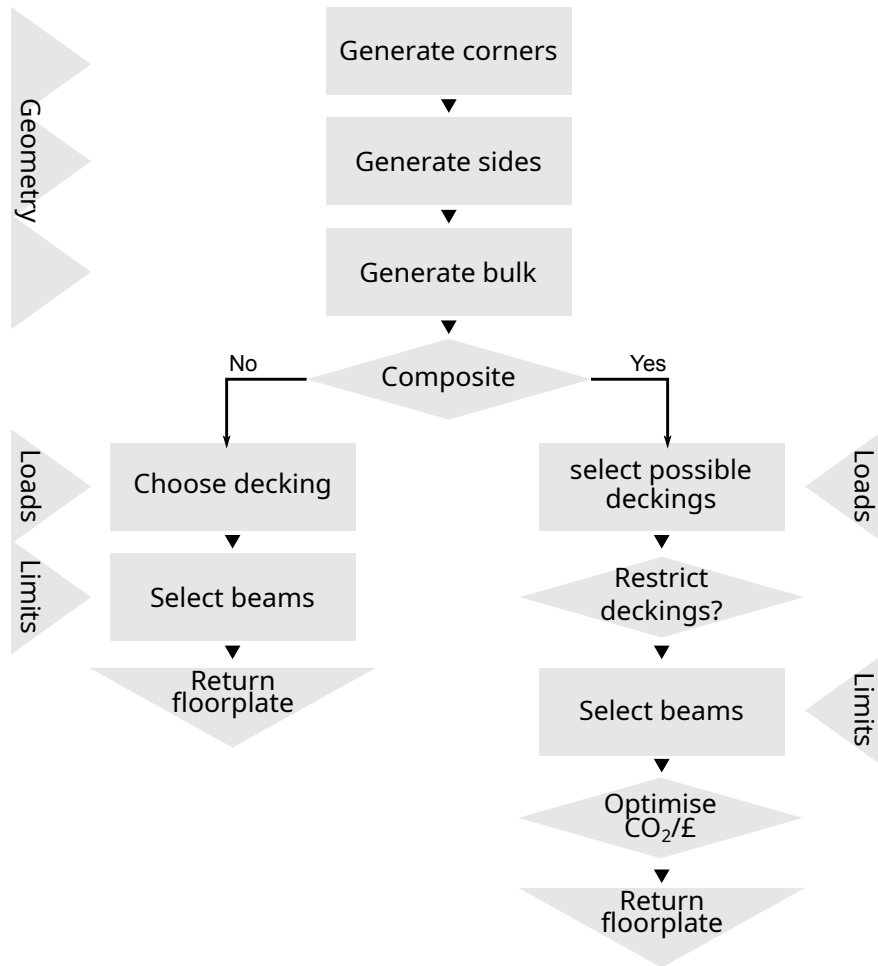 Generate corners
Geometry
Generate sides
Generate bulk
Composite
No
Yes
Loads
Choose decking
select possible
deckings
Loads
Limits
Select beams
Restrict
deckings?
Return
floorplate
Select beams
Limits
Optimise
CO₂/£
Return
floorplate